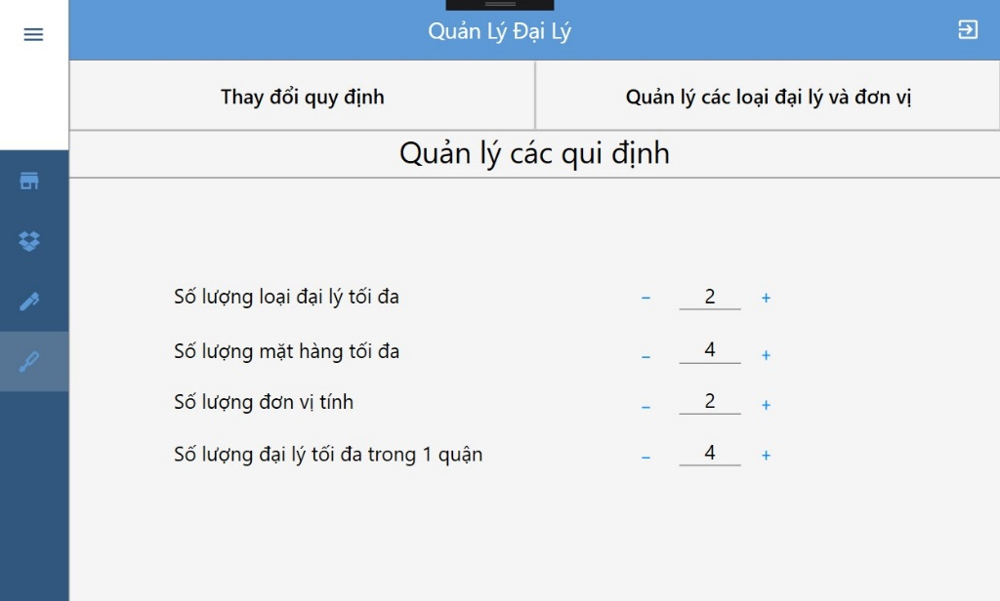 Quản Lý Đại Lý
Thay đổi quy định
Quản lý các loại đại lý và đơn vị
Quản lý các qui định
Số lượng loại đại lý tối đa - 2 +
Số lượng mặt hàng tối đa - 4 +
Số lượng đơn vị tính - 2 +
Số lượng đại lý tối đa trong 1 quận - 4 +